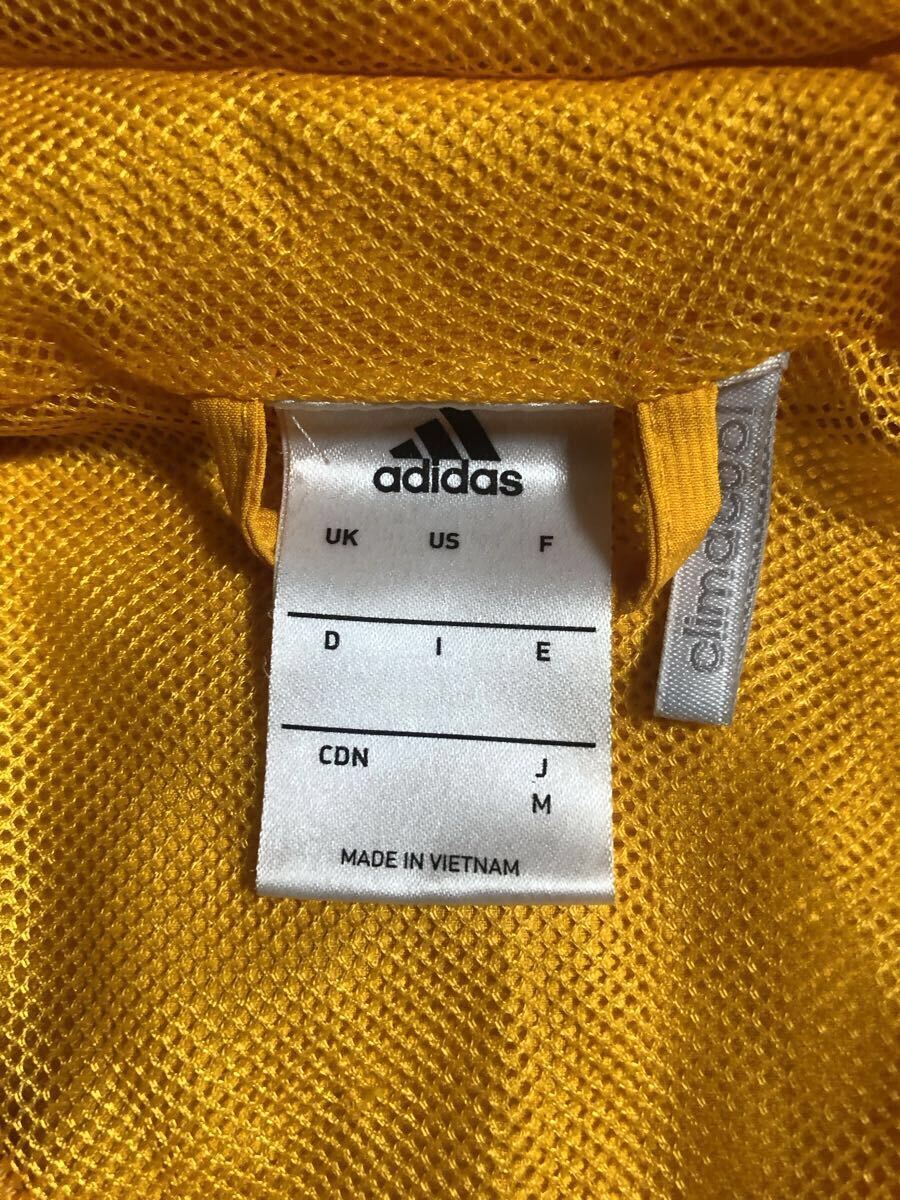 adidas
UK US F
D I E
CDN J
M
MADE IN VIETNAM
climacool